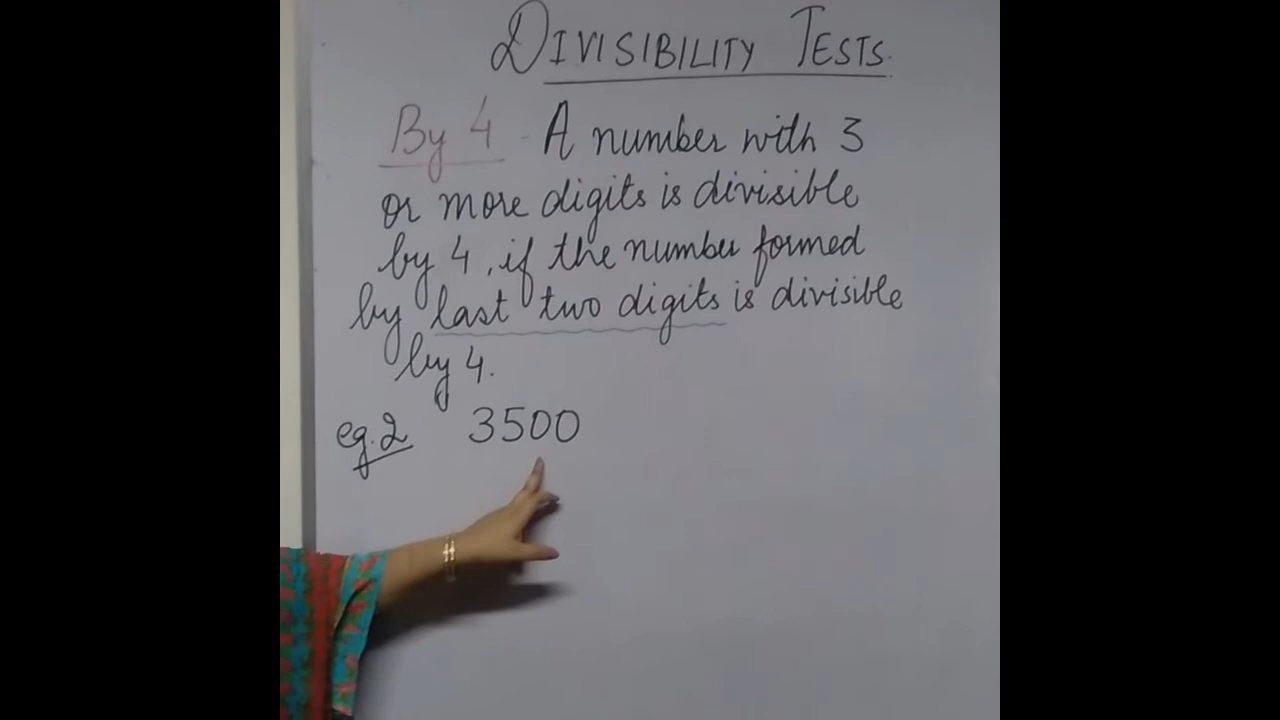 DIVISIBILITY TESTS.
By 4 - A number with 3
or more digits is divisible
by 4, if the number formed
by last two digits is divisible
by 4.
eg.2 3500